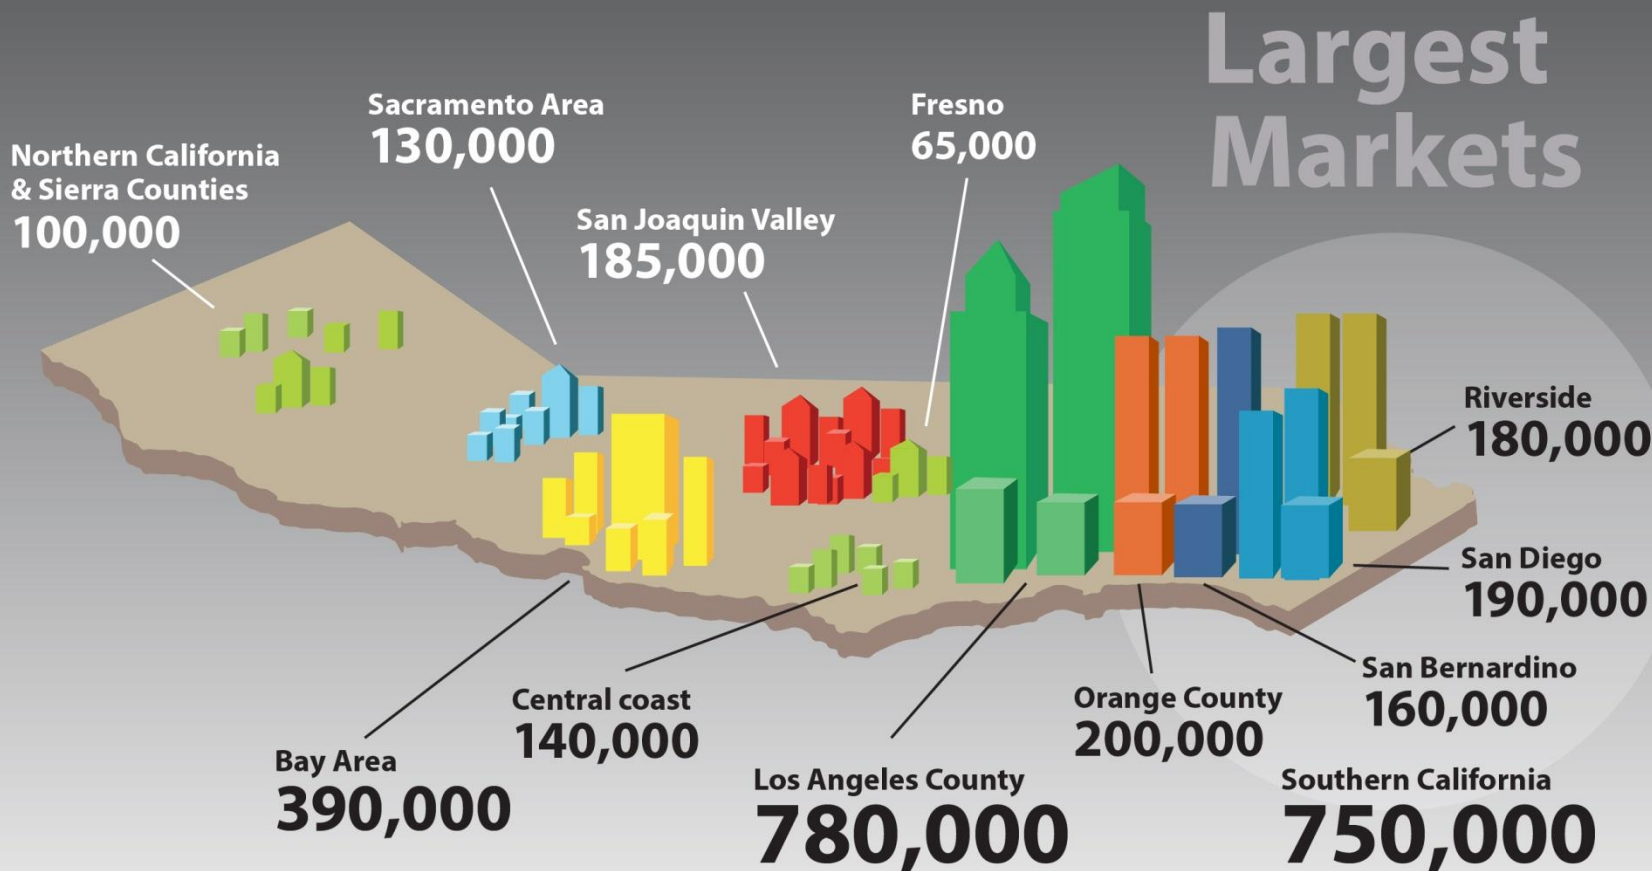 Largest
Markets
Sacramento Area
130,000
Fresno
65,000
Northern California
& Sierra Counties
100,000
San Joaquin Valley
185,000
Riverside
180,000
San Diego
190,000
San Bernardino
160,000
Orange County
200,000
Central coast
140,000
Bay Area
390,000
Los Angeles County
780,000
Southern California
750,000